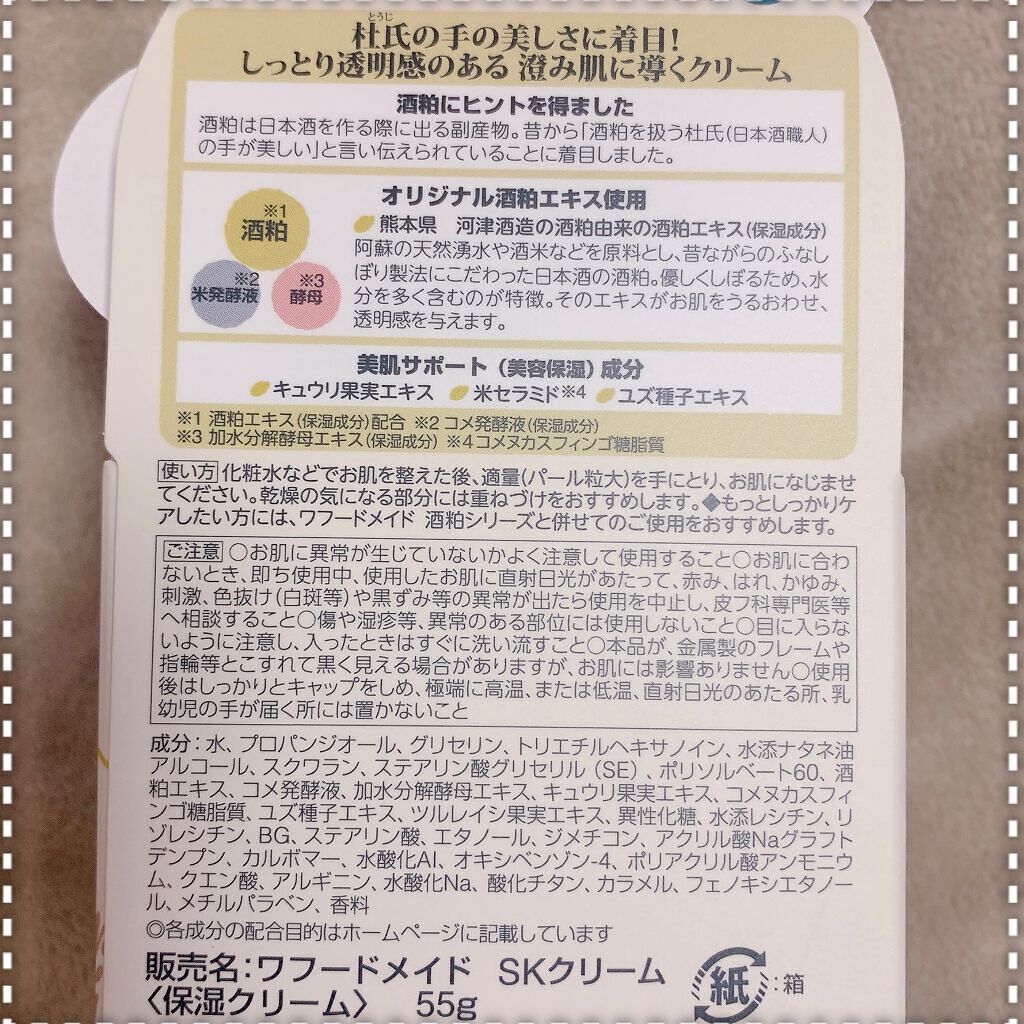 とうじ
杜氏の手の美しさに着目!
しっとり透明感のある 澄み肌に導くクリーム
酒粕にヒントを得ました
酒粕は日本酒を作る際に出る副産物。昔から「酒粕を扱う杜氏(日本酒職人)
の手が美しい」と言い伝えられていることに着目しました。
オリジナル酒粕エキス使用
※1
酒粕
※2
米発酵液
※3
酵母
熊本県 河津酒造の酒粕由来の酒粕エキス(保湿成分)
阿蘇の天然湧水や酒米などを原料とし、昔ながらのふなし
ぼり製法にこだわった日本酒の酒粕。優しくしぼるため、水
分を多く含むのが特徴。そのエキスがお肌をうるおわせ、
透明感を与えます。
美肌サポート(美容保湿)成分
キュウリ果実エキス 米セラミド※4 ユズ種子エキス
※1 酒粕エキス(保湿成分)配合 ※2 コメ発酵液(保湿成分)
※3 加水分解酵母エキス(保湿成分) ※4コメヌカスフィンゴ糖脂質
使い方 化粧水などでお肌を整えた後、適量(パール粒大)を手にとり、お肌になじませ
てください。乾燥の気になる部分には重ねづけをおすすめします。◆もっとしっかりケ
アしたい方には、ワフードメイド 酒粕シリーズと併せてのご使用をおすすめします。
ご注意 ○お肌に異常が生じていないかよく注意して使用すること○お肌に合わ
ないとき、即ち使用中、使用したお肌に直射日光があたって、赤み、はれ、かゆみ、
刺激、色抜け(白斑等)や黒ずみ等の異常が出たら使用を中止し、皮フ科専門医等
へ相談すること○傷や湿疹等、異常のある部位には使用しないこと○目に入らな
いように注意し、入ったときはすぐに洗い流すこと○本品が、金属製のフレームや
指輪等とこすれて黒く見える場合がありますが、お肌には影響ありません○使用
後はしっかりとキャップをしめ、極端に高温、または低温、直射日光のあたる所、乳
幼児の手が届く所には置かないこと
成分:水、プロパンジオール、グリセリン、トリエチルヘキサノイン、水添ナタネ油
アルコール、スクワラン、ステアリン酸グリセリル(SE)、ポリソルベート60、酒
粕エキス、コメ発酵液、加水分解酵母エキス、キュウリ果実エキス、コメヌカスフィ
ンゴ糖脂質、ユズ種子エキス、ツルレイシ果実エキス、異性化糖、水添レシチン、リ
ゾレシチン、BG、ステアリン酸、エタノール、ジメチコン、アクリル酸Naグラフト
デンプン、カルボマー、水酸化Al、オキシベンゾン-4、ポリアクリル酸アンモニウ
ム、クエン酸、アルギニン、水酸化Na、酸化チタン、カラメル、フェノキシエタノー
ル、メチルパラベン、香料
◎各成分の配合目的はホームページに記載しています
販売名:ワフードメイド SKクリーム
〈保湿クリーム〉 55g
紙:箱